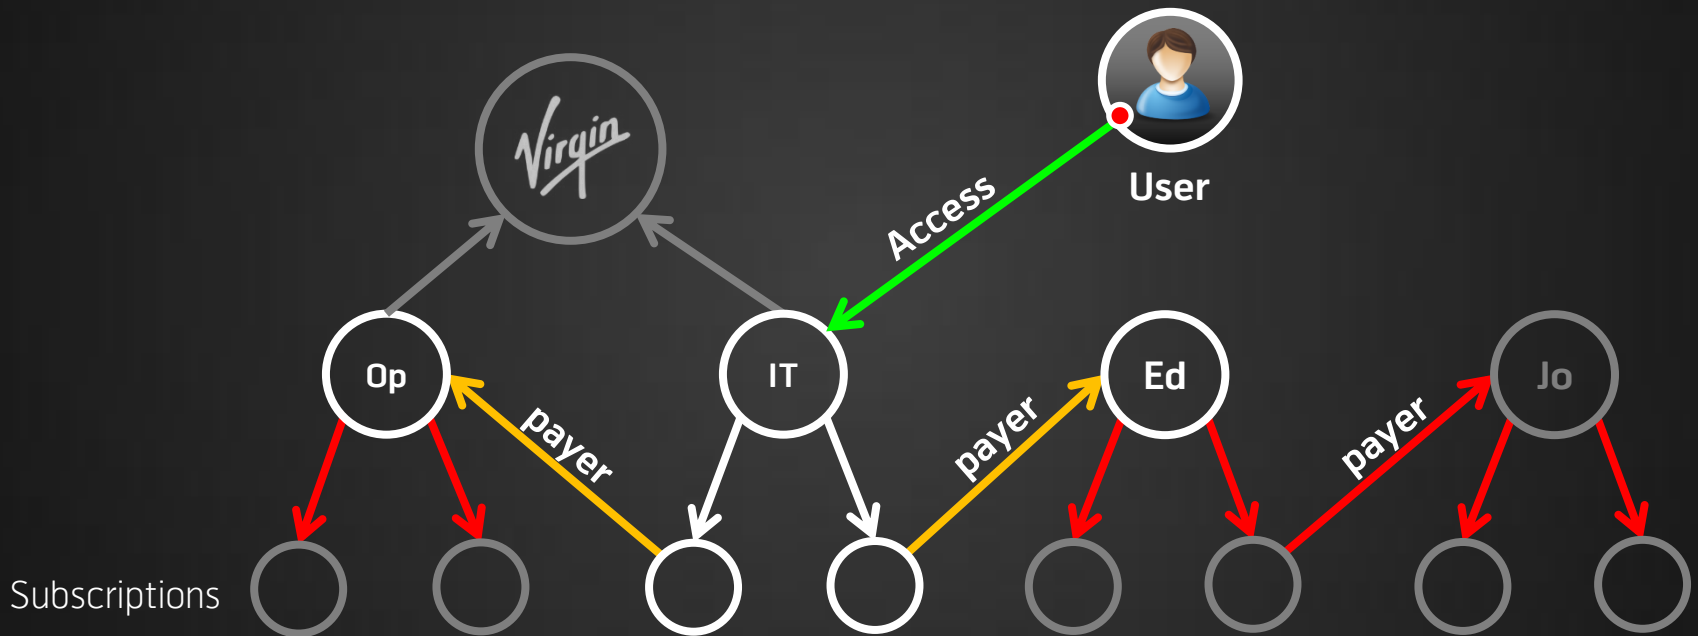 Virgin
User
Access
Op
IT
Ed
Jo
payer
payer
payer
Subscriptions